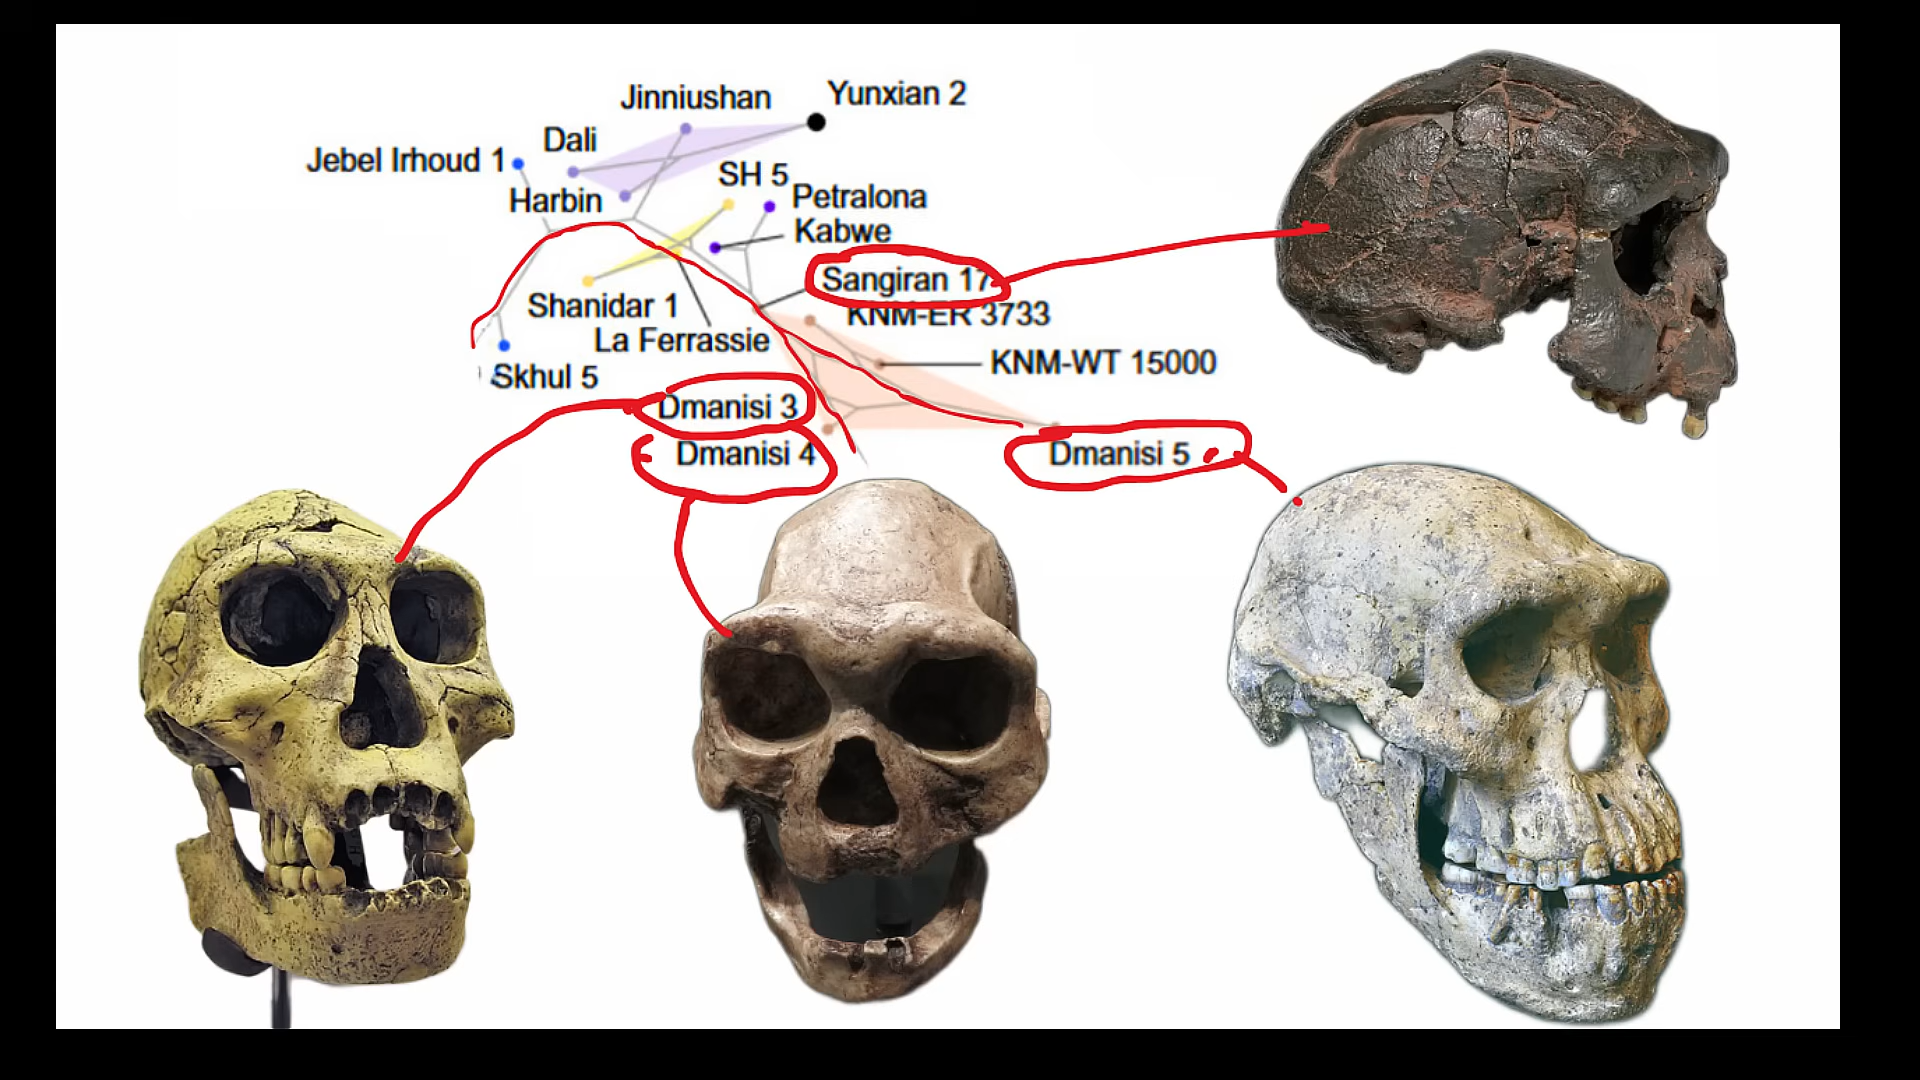 Jinniushan
Yunxian 2
Dali
Jebel Irhoud 1
SH 5
Harbin
Petralona
Kabwe
Sangiran 17
Shanidar 1
KNM-ER 3733
La Ferrassie
KNM-WT 15000
Skhul 5
Dmanisi 3
Dmanisi 4
Dmanisi 5